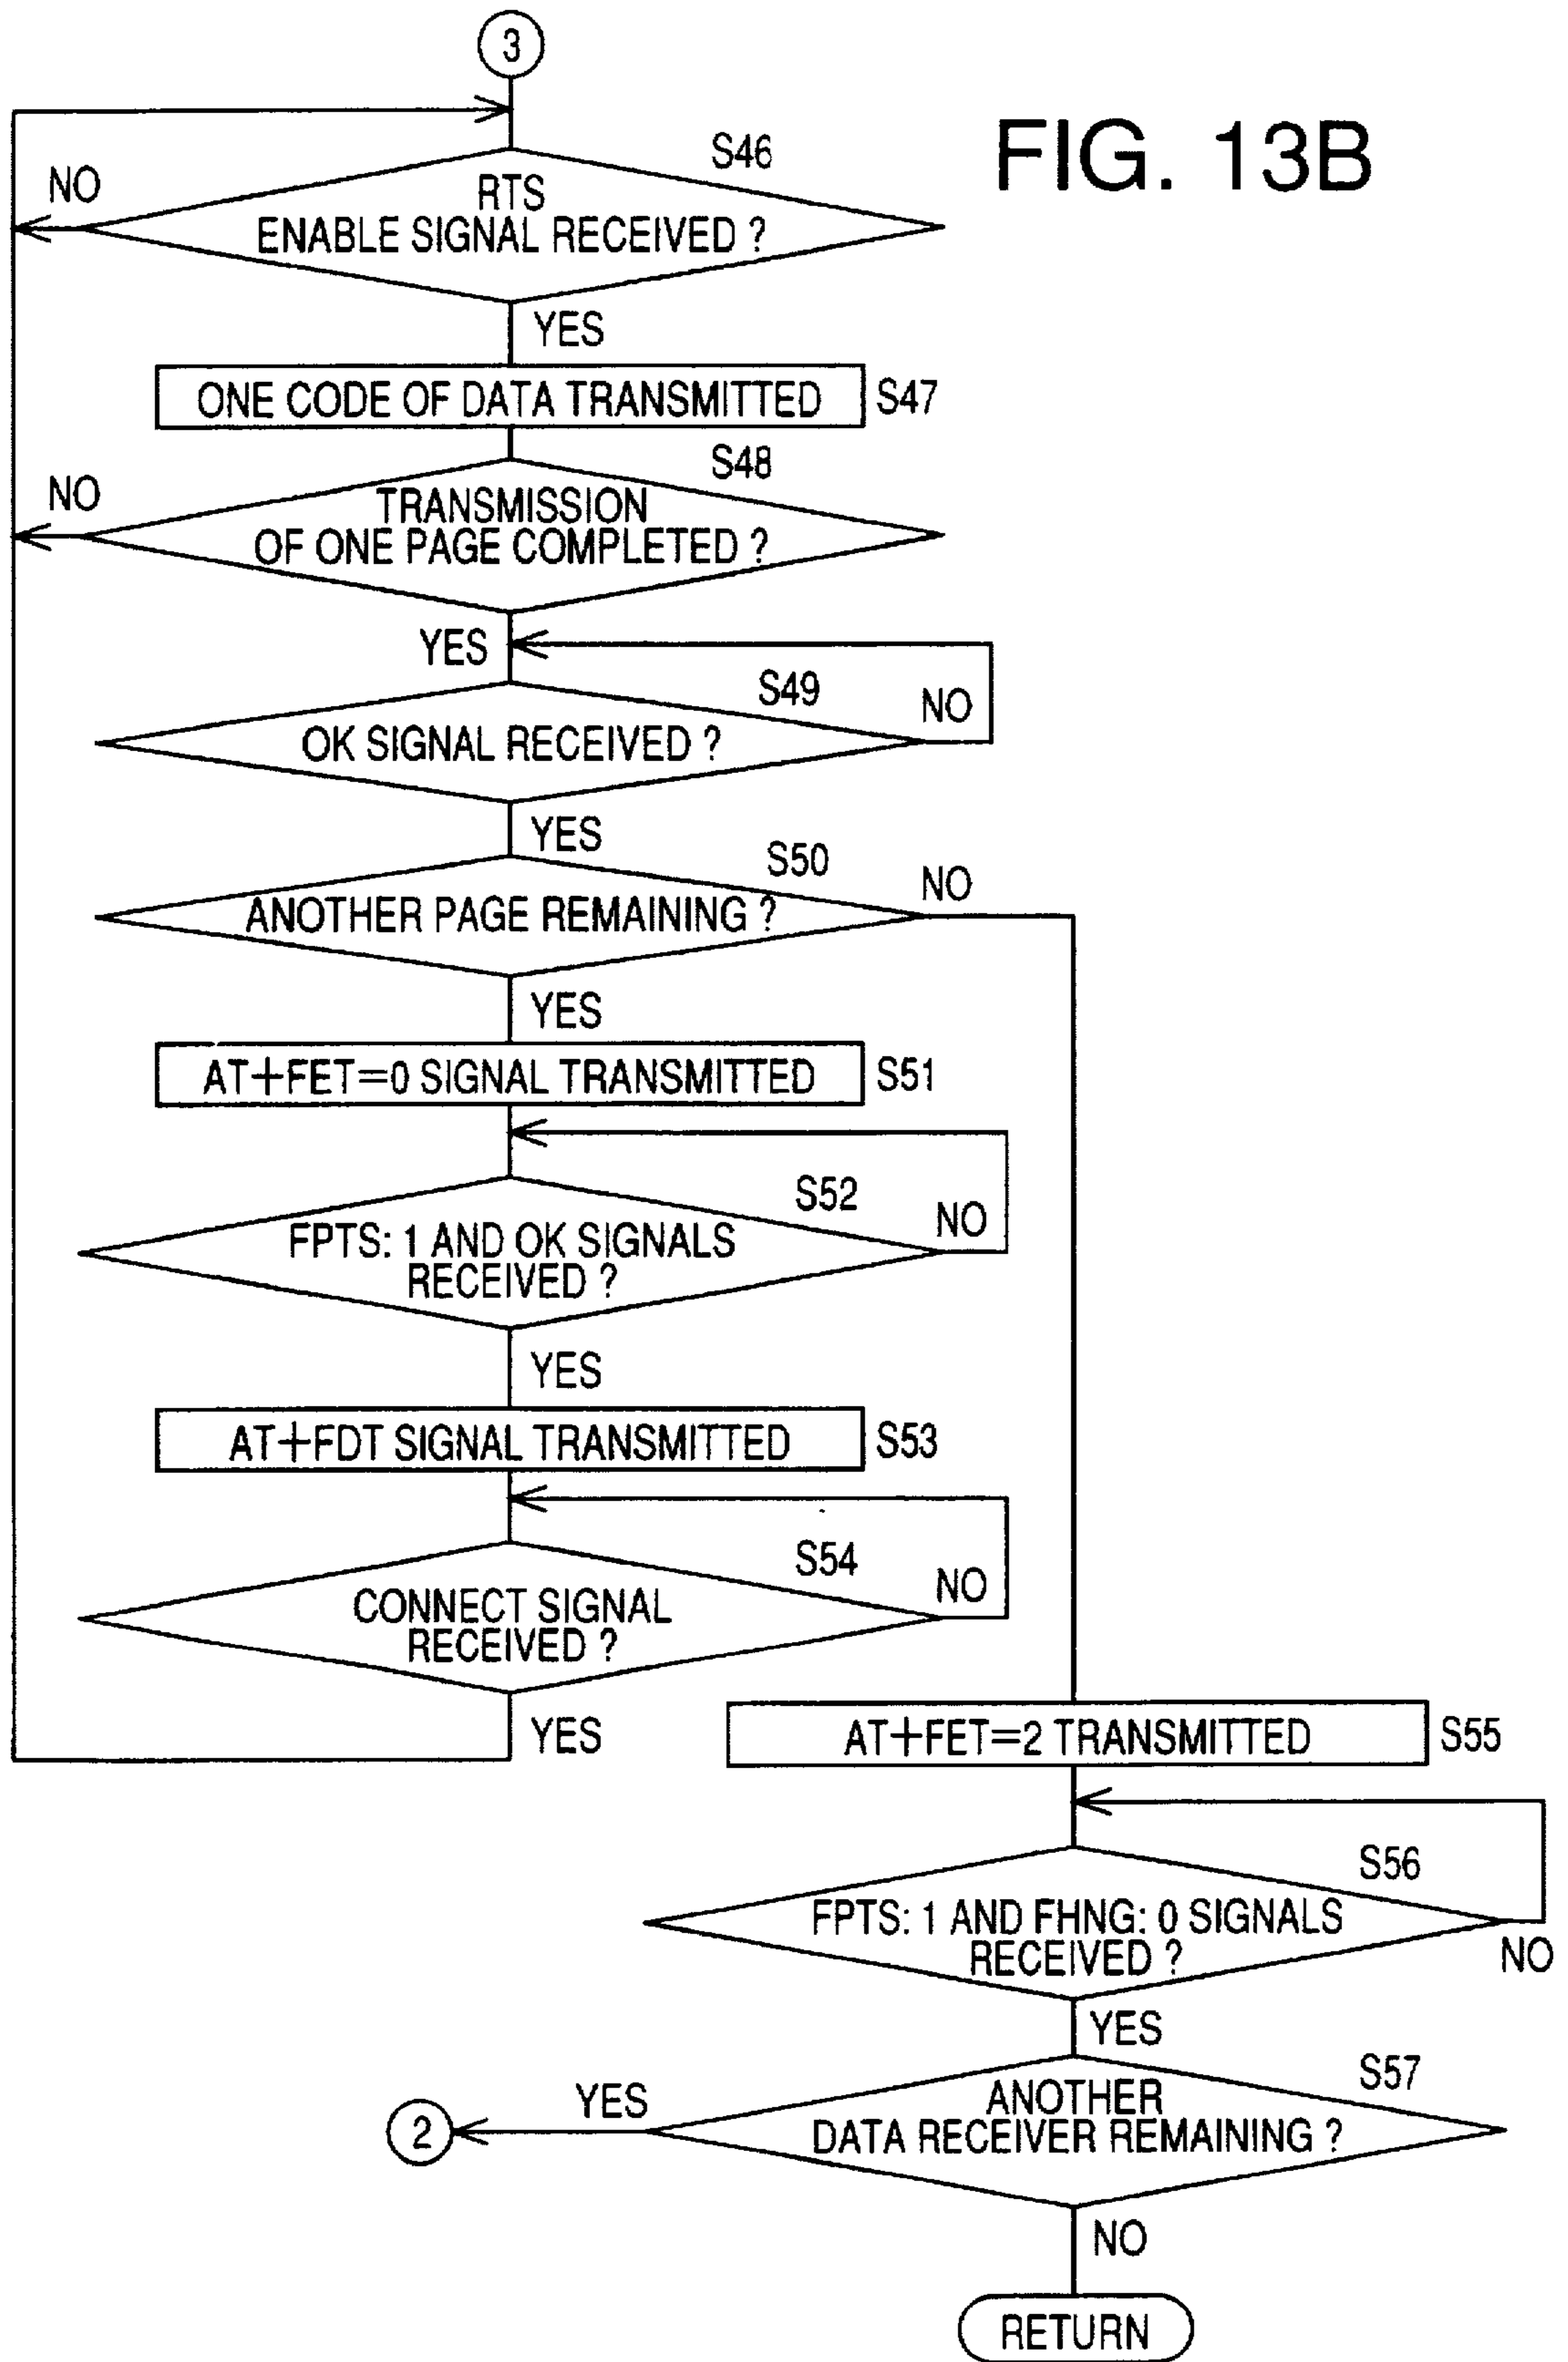 3
FIG. 13B
S46
NO
RTS
ENABLE SIGNAL RECEIVED ?
YES
ONE CODE OF DATA TRANSMITTED
S47
S48
NO
TRANSMISSION
OF ONE PAGE COMPLETED ?
YES
S49
NO
OK SIGNAL RECEIVED ?
YES
S50
NO
ANOTHER PAGE REMAINING ?
YES
AT+FET=0 SIGNAL TRANSMITTED
S51
S52
NO
FPTS: 1 AND OK SIGNALS
RECEIVED ?
YES
AT+FDT SIGNAL TRANSMITTED
S53
S54
NO
CONNECT SIGNAL
RECEIVED ?
YES
AT+FET=2 TRANSMITTED
S55
S56
FPTS: 1 AND FHNG: 0 SIGNALS
RECEIVED ?
NO
YES
S57
YES
ANOTHER
DATA RECEIVER REMAINING ?
2
NO
RETURN